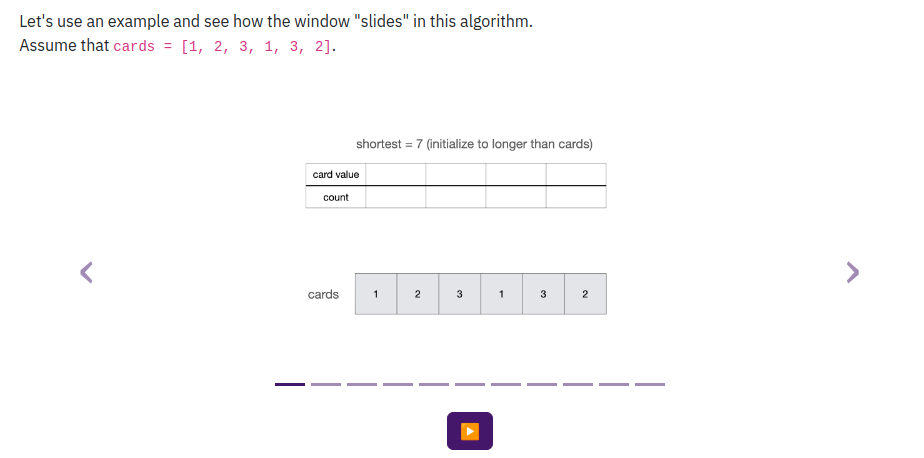 Let's use an example and see how the window "slides" in this algorithm.
Assume that cards = [1, 2, 3, 1, 3, 2].
shortest = 7 (initialize to longer than cards)
card value
count
cards 1 2 3 1 3 2